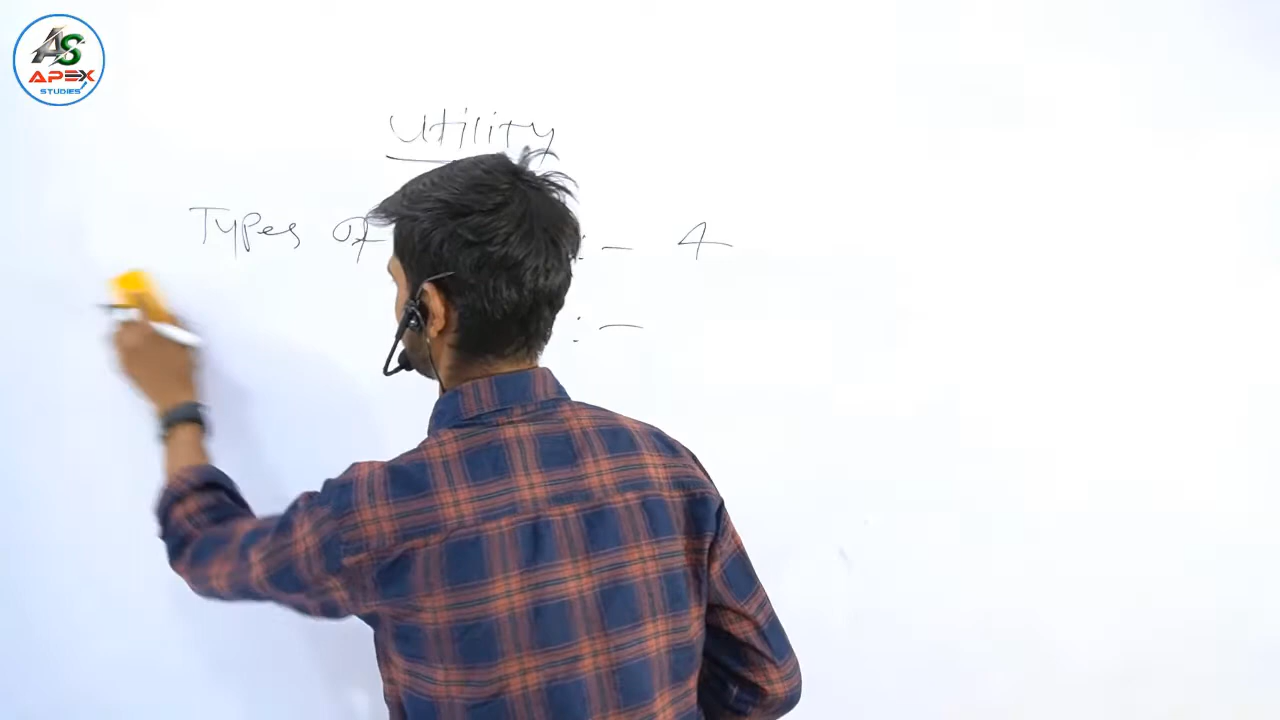 AS
APEX
STUDIES
Utility
Types of :- 4
:-